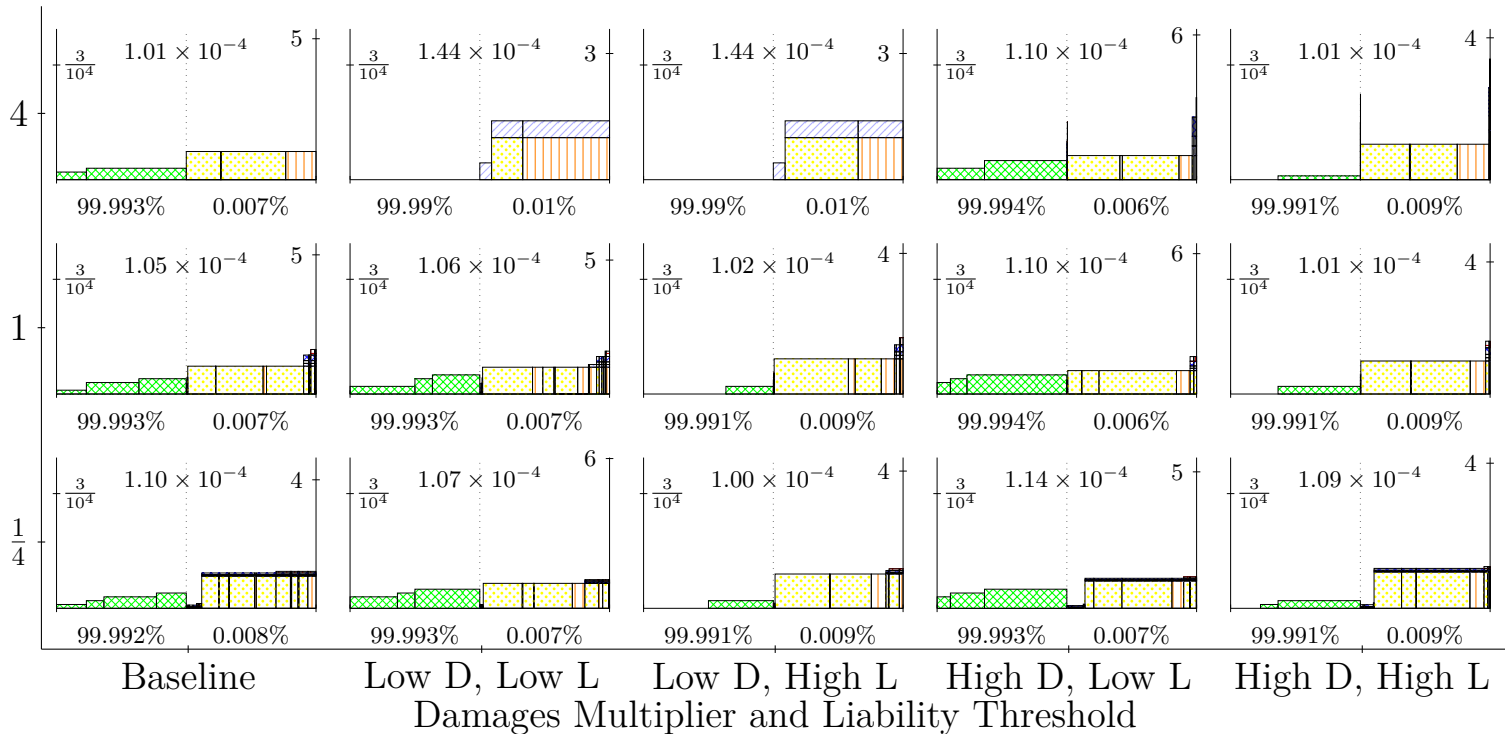 4
3/10^4 1.01 × 10^−4 5
99.993% 0.007%
3/10^4 1.44 × 10^−4 3
99.99% 0.01%
3/10^4 1.44 × 10^−4 3
99.99% 0.01%
3/10^4 1.10 × 10^−4 6
99.994% 0.006%
3/10^4 1.01 × 10^−4 4
99.991% 0.009%
1
3/10^4 1.05 × 10^−4 5
99.993% 0.007%
3/10^4 1.06 × 10^−4 5
99.993% 0.007%
3/10^4 1.02 × 10^−4 4
99.991% 0.009%
3/10^4 1.10 × 10^−4 6
99.994% 0.006%
3/10^4 1.01 × 10^−4 4
99.991% 0.009%
1/4
3/10^4 1.10 × 10^−4 4
99.992% 0.008%
3/10^4 1.07 × 10^−4 6
99.993% 0.007%
3/10^4 1.00 × 10^−4 4
99.991% 0.009%
3/10^4 1.14 × 10^−4 5
99.993% 0.007%
3/10^4 1.09 × 10^−4 4
99.991% 0.009%
Baseline Low D, Low L Low D, High L High D, Low L High D, High L
Damages Multiplier and Liability Threshold